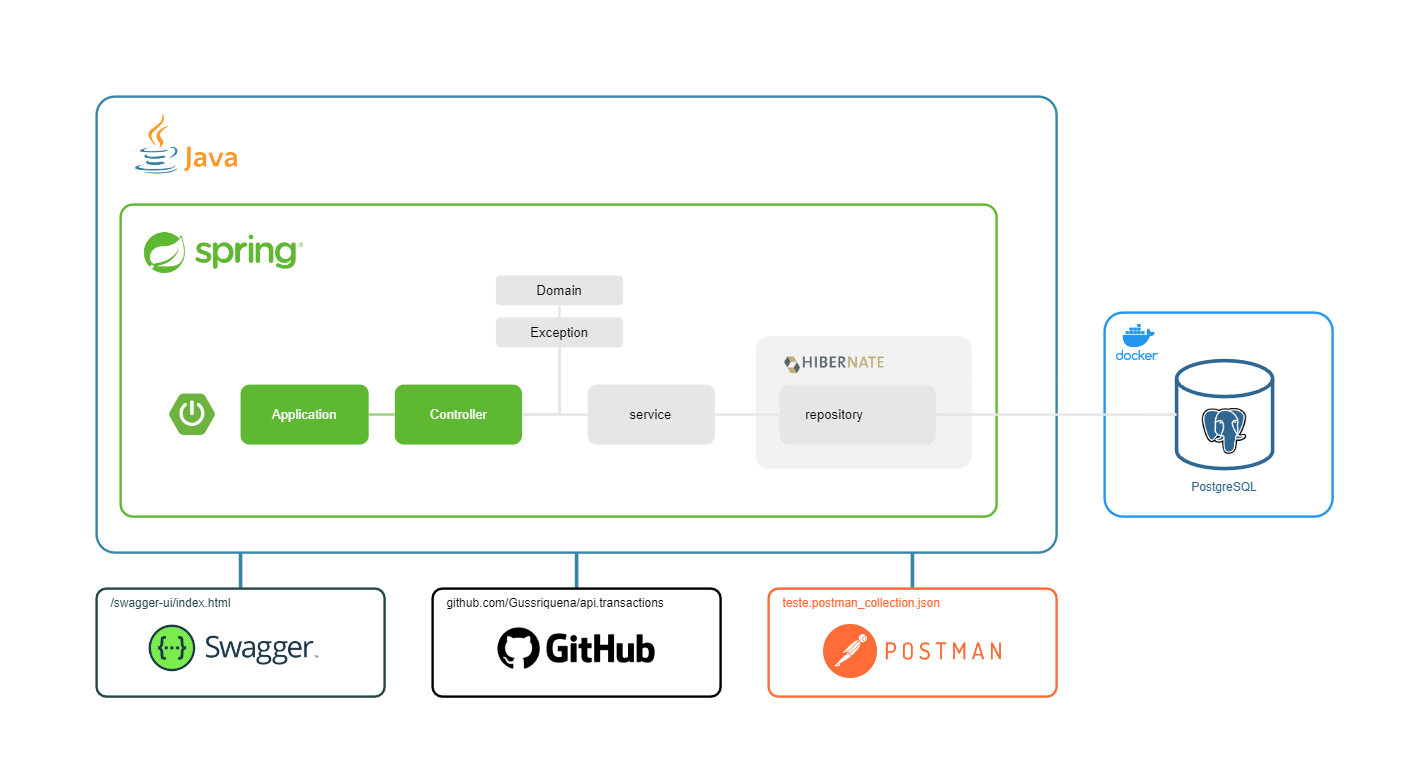 Java
spring
Domain
Exception
HIBERNATE
docker
Application
Controller
service
repository
PostgreSQL
/swagger-ui/index.html
Swagger
github.com/Gussriquena/api.transactions
GitHub
teste.postman_collection.json
POSTMAN